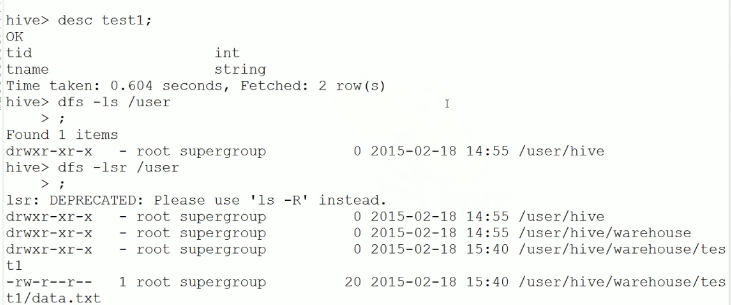 hive> desc test1;
OK
tid                     int
tname                   string
Time taken: 0.604 seconds, Fetched: 2 row(s)
hive> dfs -ls /user
    > ;
Found 1 items
drwxr-xr-x   - root supergroup          0 2015-02-18 14:55 /user/hive
hive> dfs -lsr /user
    > ;
lsr: DEPRECATED: Please use 'ls -R' instead.
drwxr-xr-x   - root supergroup          0 2015-02-18 14:55 /user/hive
drwxr-xr-x   - root supergroup          0 2015-02-18 14:55 /user/hive/warehouse
drwxr-xr-x   - root supergroup          0 2015-02-18 15:40 /user/hive/warehouse/tes
t1
-rw-r--r--   1 root supergroup         20 2015-02-18 15:40 /user/hive/warehouse/tes
t1/data.txt